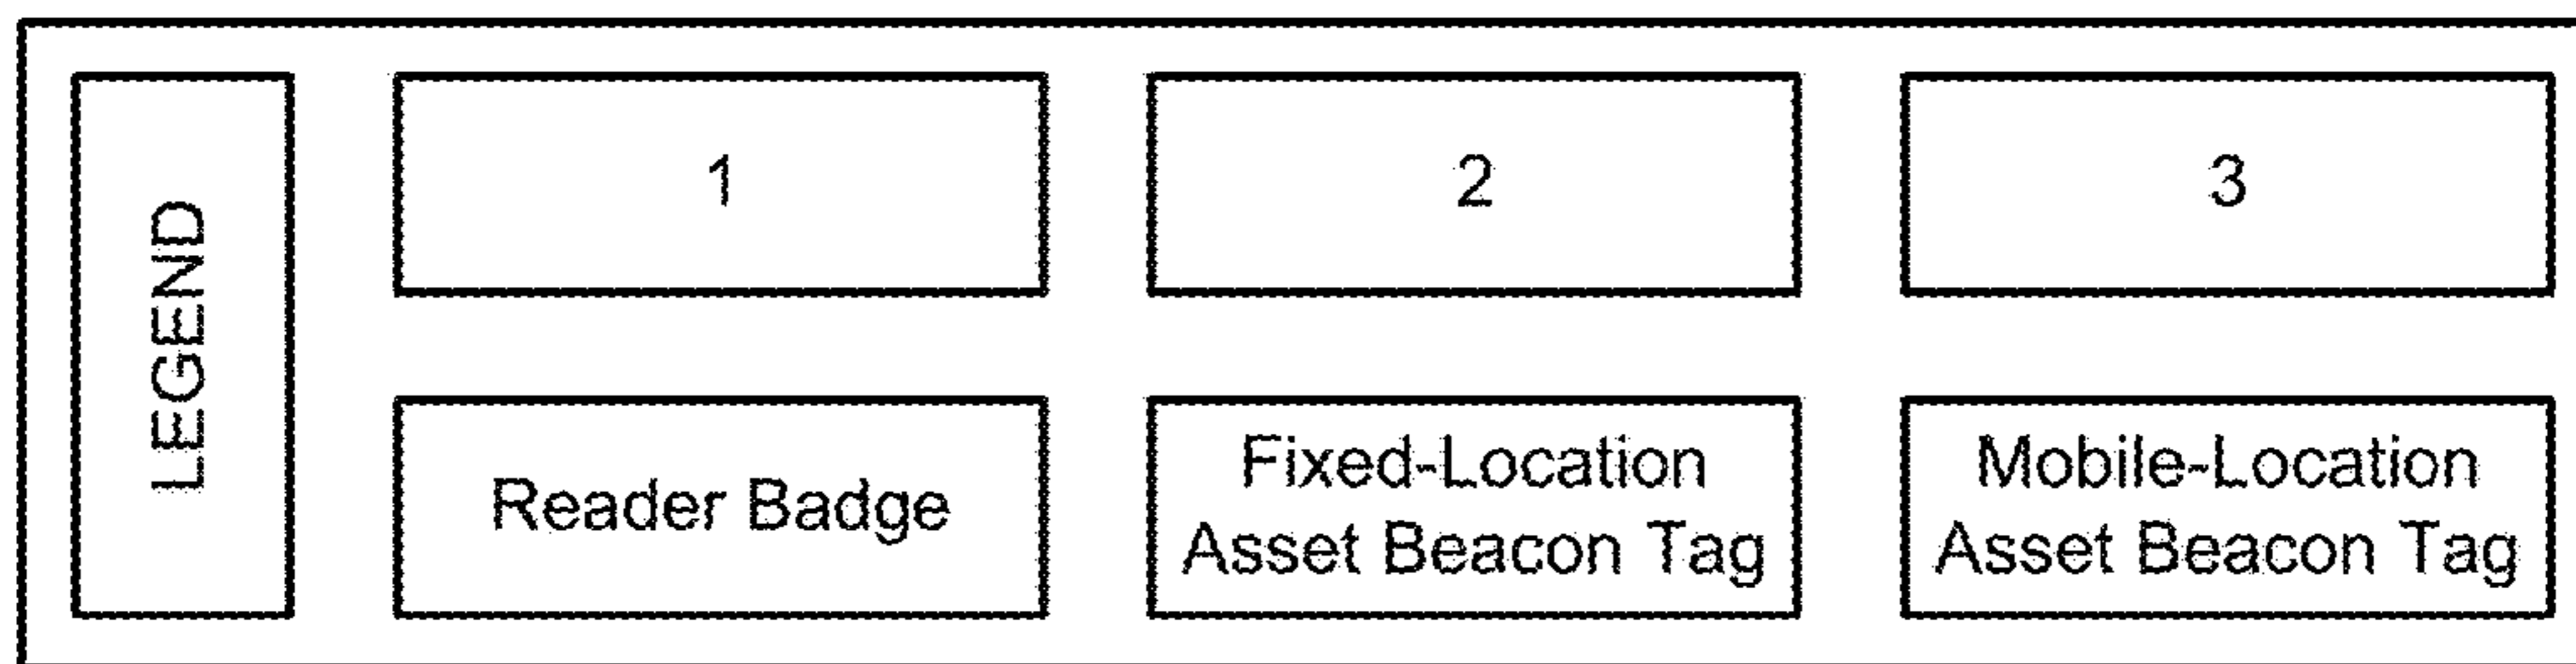 LEGEND
1
2
3
Reader Badge
Fixed-Location
Asset Beacon Tag
Mobile-Location
Asset Beacon Tag